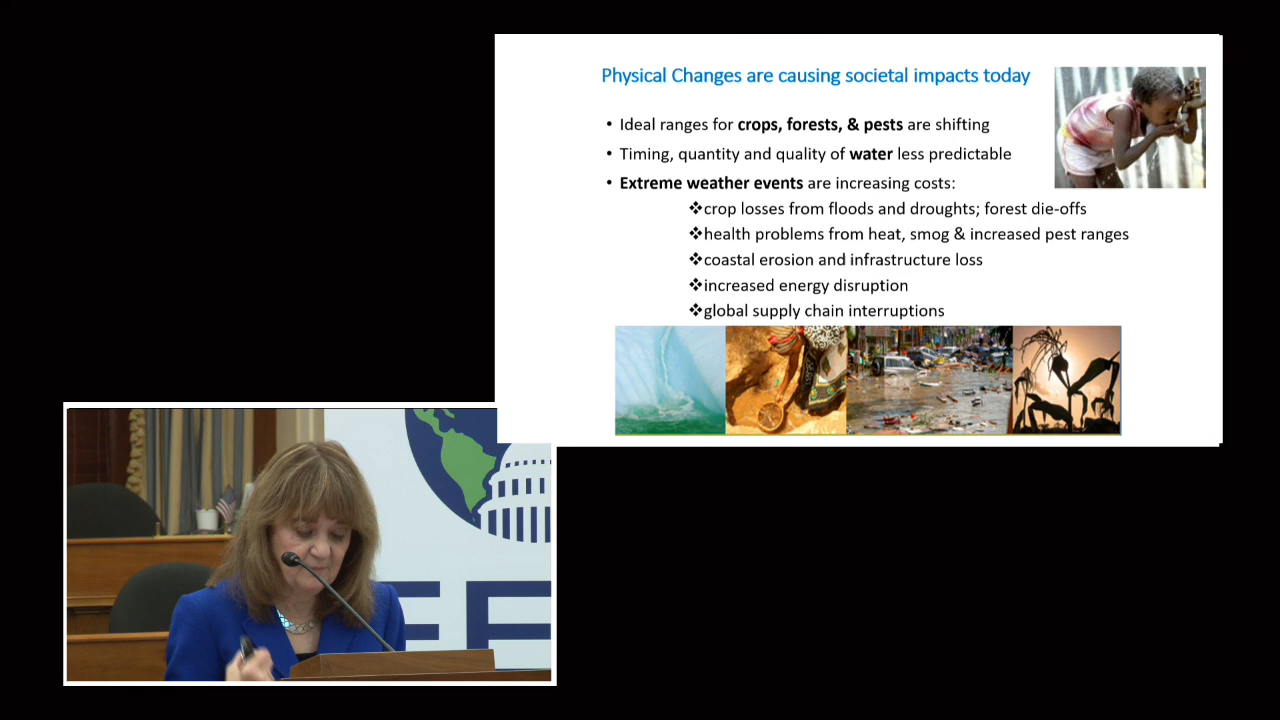 Physical Changes are causing societal impacts today
• Ideal ranges for crops, forests, & pests are shifting
• Timing, quantity and quality of water less predictable
• Extreme weather events are increasing costs:
❖crop losses from floods and droughts; forest die-offs
❖health problems from heat, smog & increased pest ranges
❖coastal erosion and infrastructure loss
❖increased energy disruption
❖global supply chain interruptions